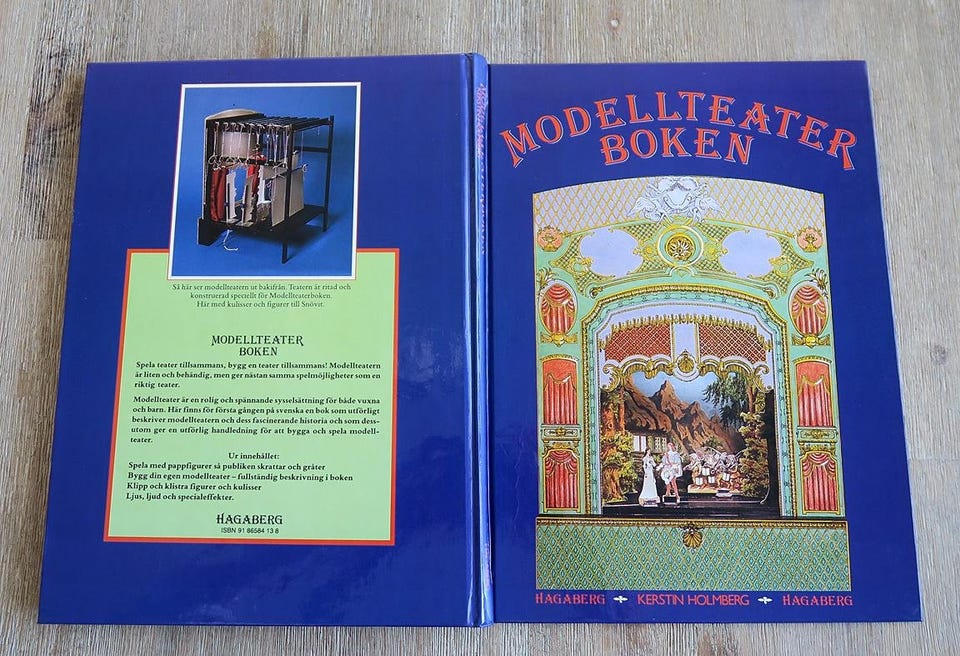 Så här ser modellteatern ut bakifrån. Teatern är ritad och
konstruerad speciellt för Modellteaterboken.
Här med kulisser och figurer till Snövit.
MODELLTEATER
BOKEN
Spela teater tillsammans, bygg en teater tillsammans! Modellteatern
är liten och behändig, men ger nästan samma spelmöjligheter som en
riktig teater.
Modellteater är en rolig och spännande sysselsättning för både vuxna
och barn. Här finns för första gången på svenska en bok som utförligt
beskriver modellteatern och dess fascinerande historia och som dess-
utom ger en utförlig handledning för att bygga och spela modell-
teater.
Ur innehållet:
Spela med pappfigurer så publiken skrattar och gråter
Bygg din egen modellteater – fullständig beskrivning i boken
Klipp och klistra figurer och kulisser
Ljus, ljud och specialeffekter.
HAGABERG
ISBN 91 86584 13 8
MODELLTEATER
BOKEN
HAGABERG KERSTIN HOLMBERG HAGABERG